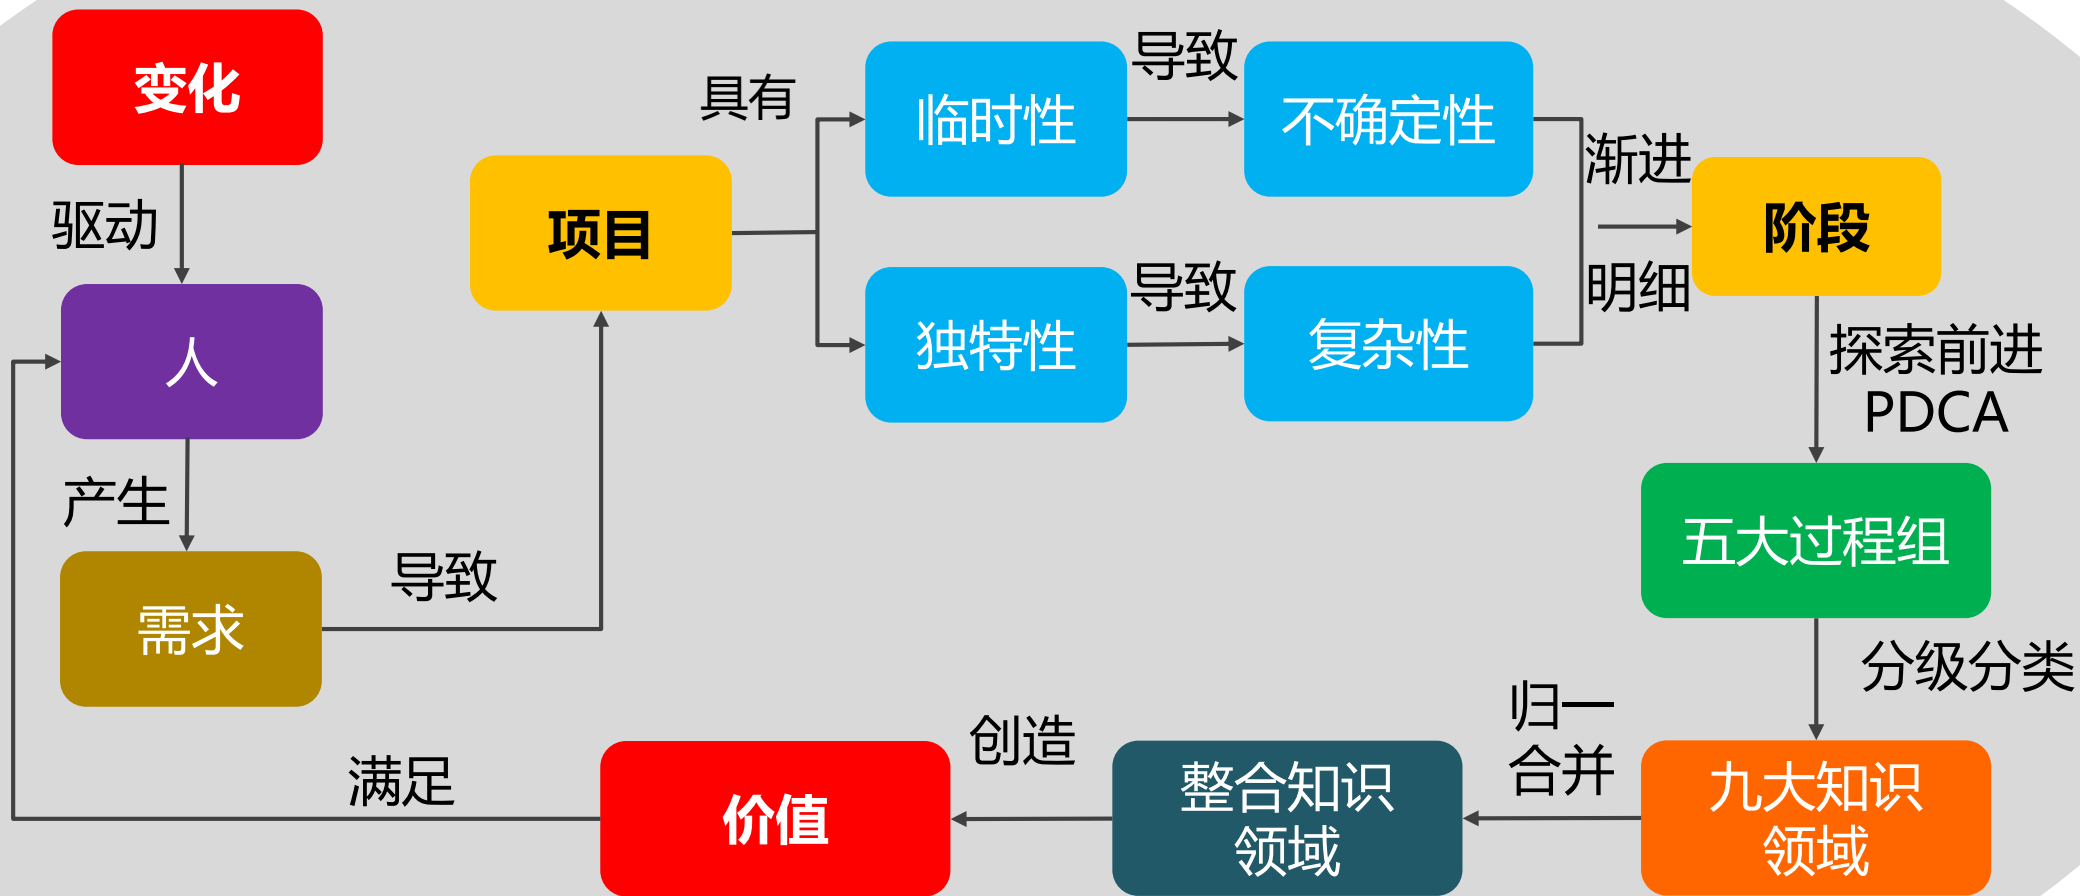 变化
驱动
人
产生
需求
导致
项目
具有
临时性
导致
不确定性
独特性
导致
复杂性
渐进
明细
阶段
探索前进
PDCA
五大过程组
分级分类
九大知识
领域
归一
合并
整合知识
领域
创造
价值
满足